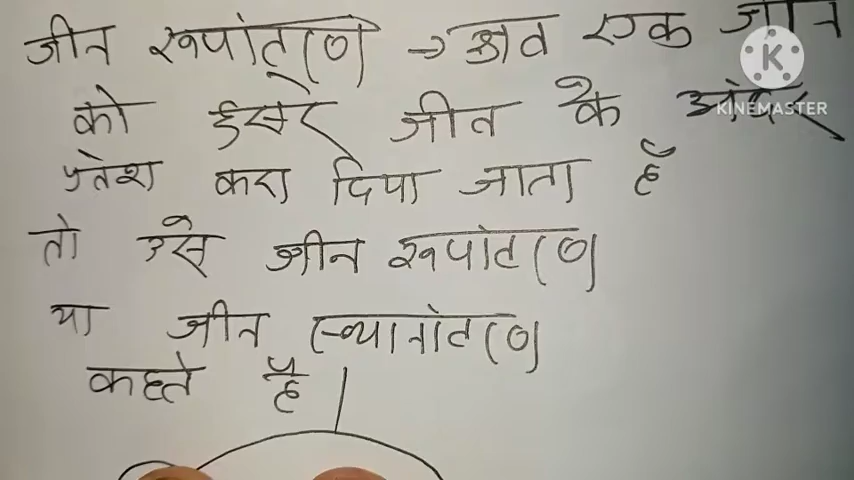 जीन रूपांतरण → जब एक जीन
को दुसरे जीन के अंदर
प्रवेश करा दिया जाता है
तो उसे जीन रूपांतरण
या जीन स्थानांतरण
कहते है।
KINEMASTER